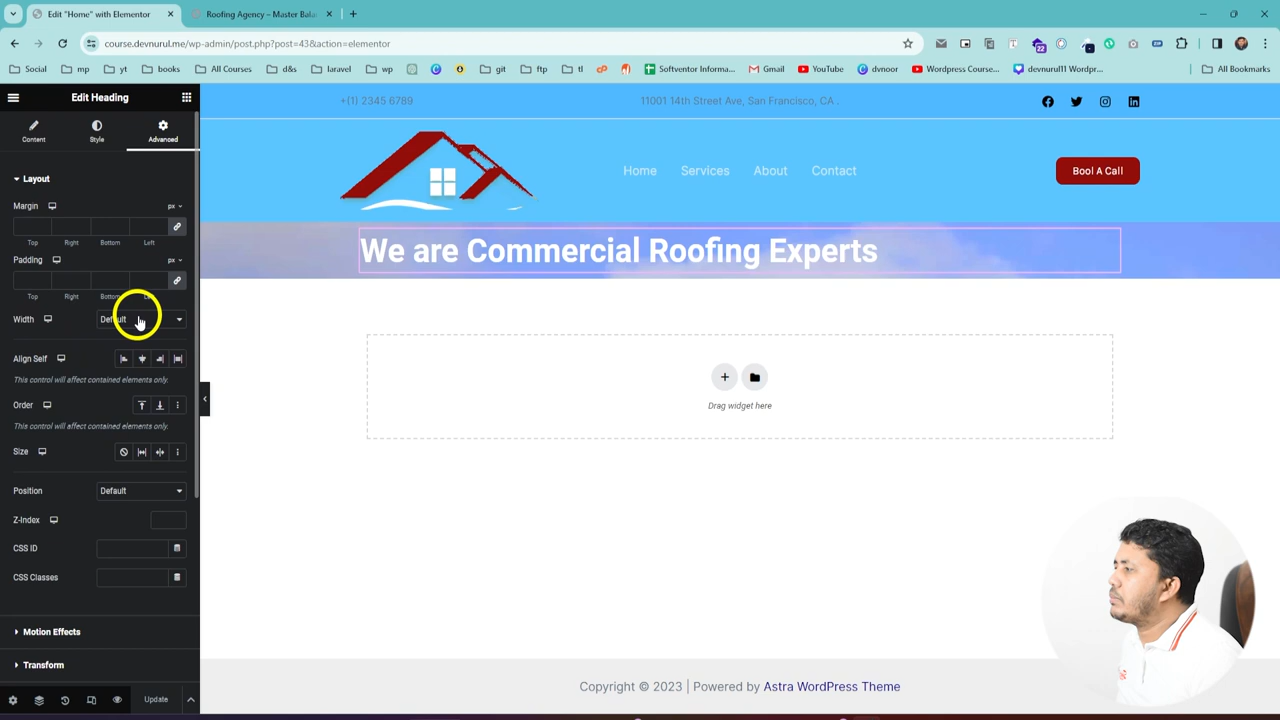 Edit "Home" with Elementor
Roofing Agency – Master Bala
course.devnurul.me/wp-admin/post.php?post=43&action=elementor
22
Social
mp
yt
books
All Courses
d&s
laravel
wp
git
ftp
tl
Softventor Informa...
Gmail
YouTube
dvnoor
Wordpress Course...
devnurul11 Wordpr...
All Bookmarks
Edit Heading
Content
Style
Advanced
Layout
Margin
px
Top
Right
Bottom
Left
Padding
px
Top
Right
Width
Align Self
This control will affect contained elements only.
Order
This control will affect contained elements only.
Size
Position
Default
Z-Index
CSS ID
CSS Classes
Motion Effects
Transform
Update
+(1) 2345 6789
11001 14th Street Ave, San Francisco, CA .
Home
Services
About
Contact
Bool A Call
We are Commercial Roofing Experts
Drag widget here
Copyright © 2023 | Powered by Astra WordPress Theme